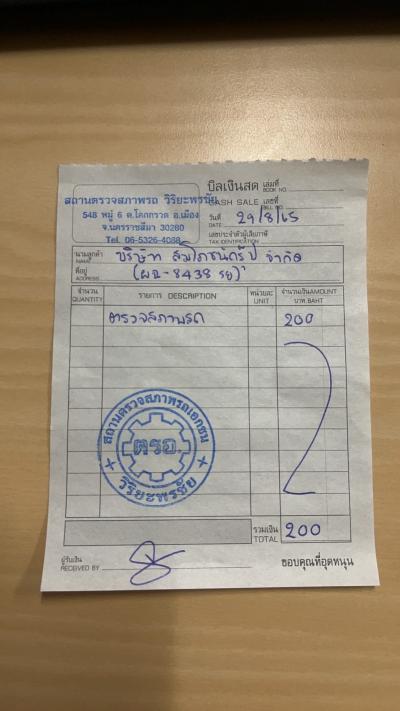 บิลเงินสด เล่มที่ BOOK NO.
สถานตรวจสภาพรถ วิริยะพรชัย
CASH SALE เลขที่ BILL NO.
548 หมู่ 6 ต.โคกกรวด อ.เมือง
จ.นครราชสีมา 30280
Tel. 06-5326-4088
วันที่ DATE 29/8/65
เลขประจำตัวผู้เสียภาษี
TAX IDENTIFICATION
นามลูกค้า NAME บริษัท จำกัด
ที่อยู่ ADDRESS (ผฉ-8438 รย)
จำนวน QUANTITY
รายการ DESCRIPTION
หน่วยละ UNIT
จำนวนเงิน AMOUNT บาท.BAHT
ตรวจสภาพรถ 200
สถานตรวจสภาพรถเอกชน
ตรอ.
วิริยะพรชัย
รวมเงิน TOTAL 200
ผู้รับเงิน RECEIVED BY
ขอบคุณที่อุดหนุน